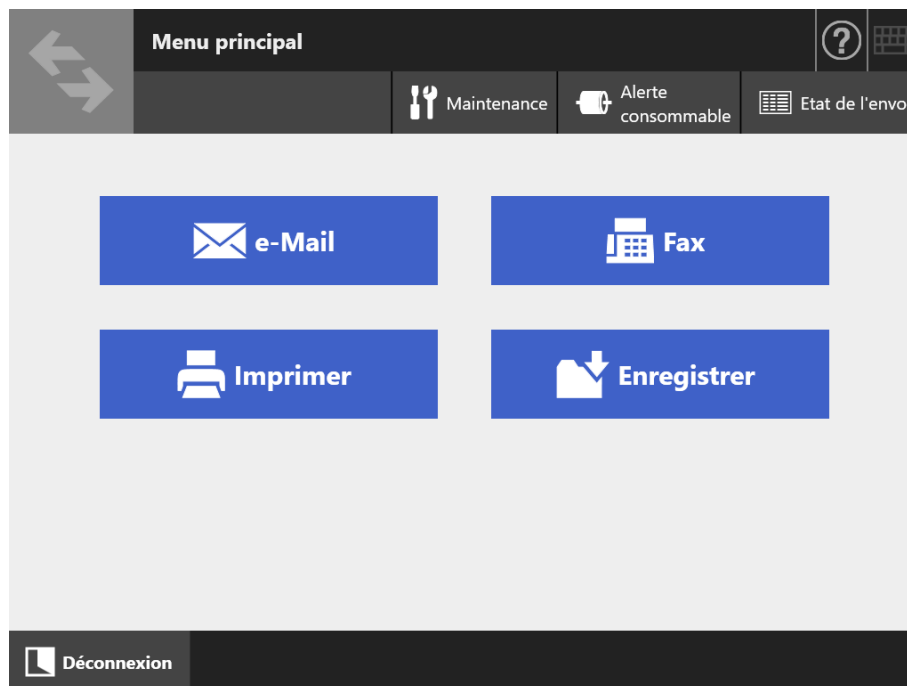 Menu principal
?
Maintenance
Alerte
consommable
Etat de l'envo
e-Mail
Fax
Imprimer
Enregistrer
Déconnexion